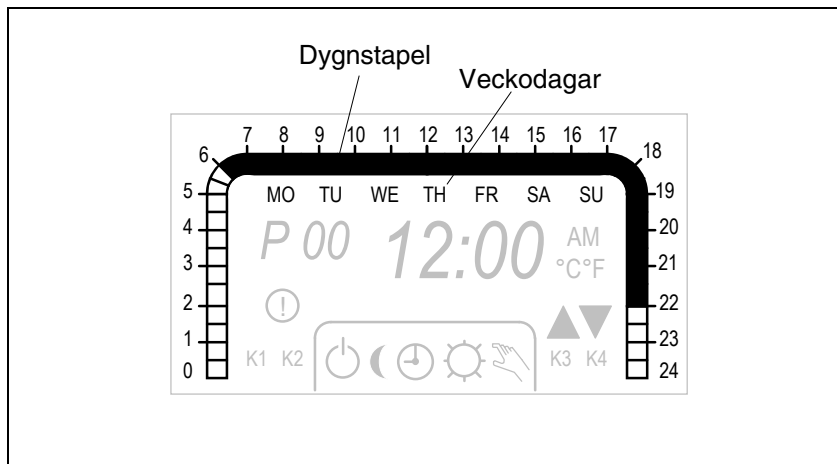 Dygnstapel
Veckodagar
7 8 9 10 11 12 13 14 15 16 17
6 18
MO TU WE TH FR SA SU
5 19
4 20
P 00 12:00 AM
°C°F
3 21
2 22
1 23
K1 K2 K3 K4
0 24